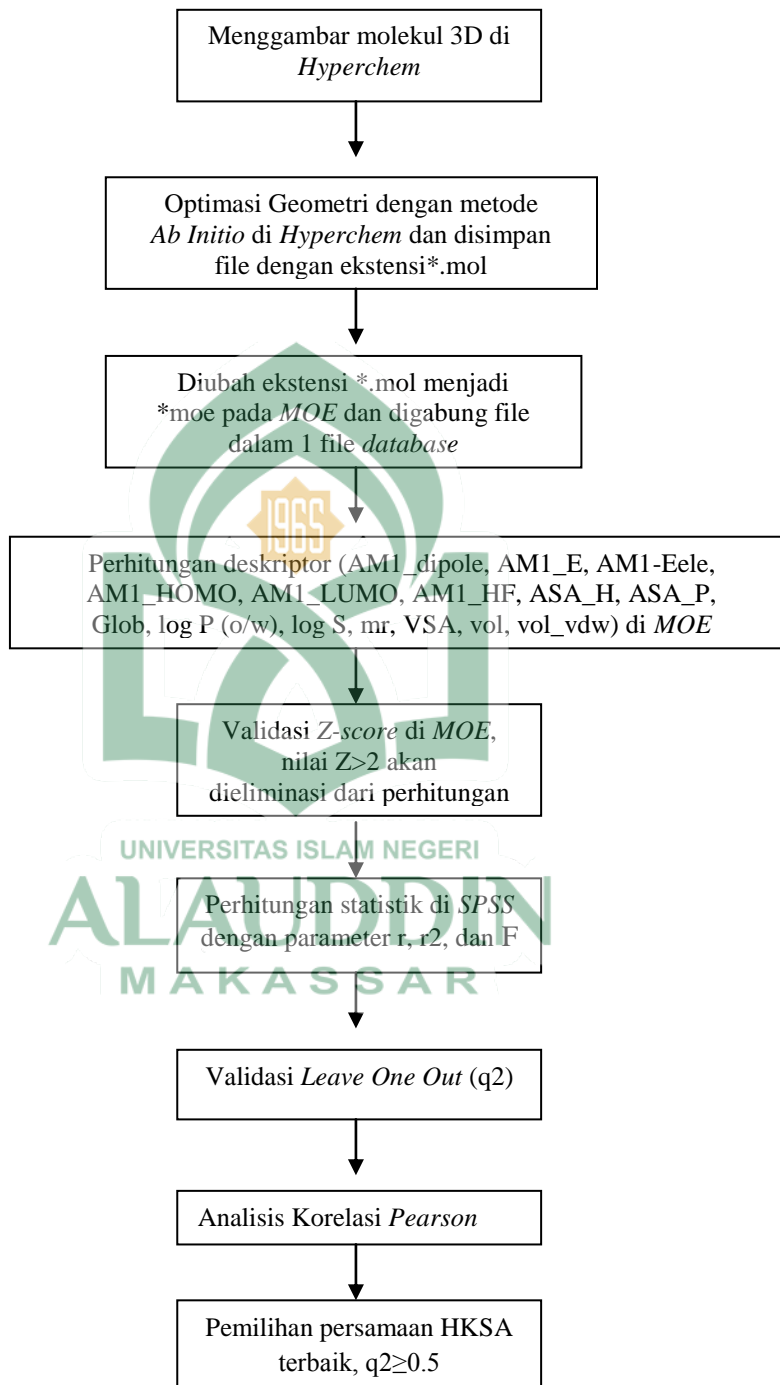 Menggambar molekul 3D di
Hyperchem
Optimasi Geometri dengan metode
Ab Initio di Hyperchem dan disimpan
file dengan ekstensi*.mol
Diubah ekstensi *.mol menjadi
*moe pada MOE dan digabung file
dalam 1 file database
1965
Perhitungan deskriptor (AM1_dipole, AM1_E, AM1-Eele,
AM1_HOMO, AM1_LUMO, AM1_HF, ASA_H, ASA_P,
Glob, log P (o/w), log S, mr, VSA, vol, vol_vdw) di MOE
Validasi Z-score di MOE,
nilai Z>2 akan
dieliminasi dari perhitungan
UNIVERSITAS ISLAM NEGERI
ALAUDDIN
Perhitungan statistik di SPSS
dengan parameter r, r2, dan F
MAKASSAR
Validasi Leave One Out (q2)
Analisis Korelasi Pearson
Pemilihan persamaan HKSA
terbaik, q2≥0.5